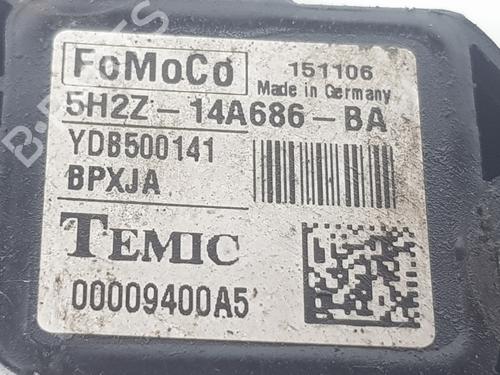 FoMoCo 151106
Made in Germany
5H2Z-14A686-BA
YDB500141
BPXJA
TEMIC
00009400A5